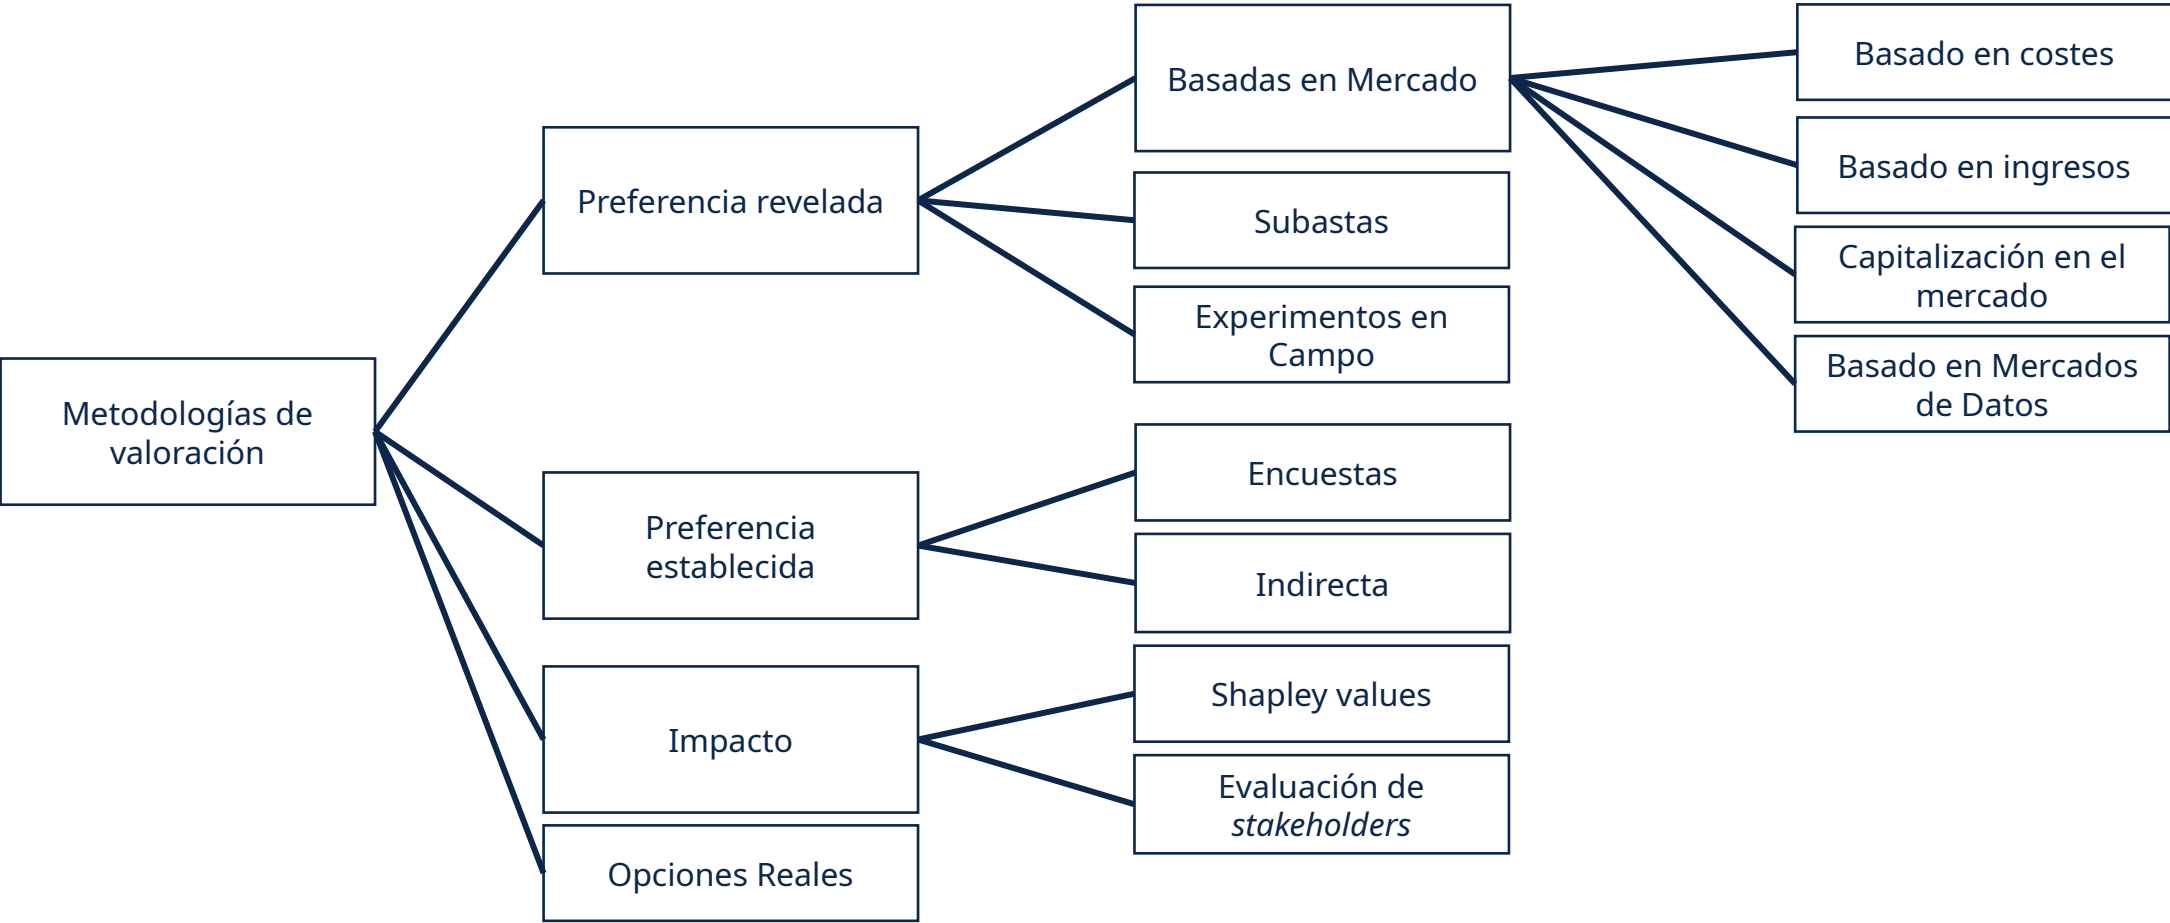 Metodologías de
valoración
Preferencia revelada
Preferencia
establecida
Impacto
Opciones Reales
Basadas en Mercado
Subastas
Experimentos en
Campo
Encuestas
Indirecta
Shapley values
Evaluación de
stakeholders
Basado en costes
Basado en ingresos
Capitalización en el
mercado
Basado en Mercados
de Datos